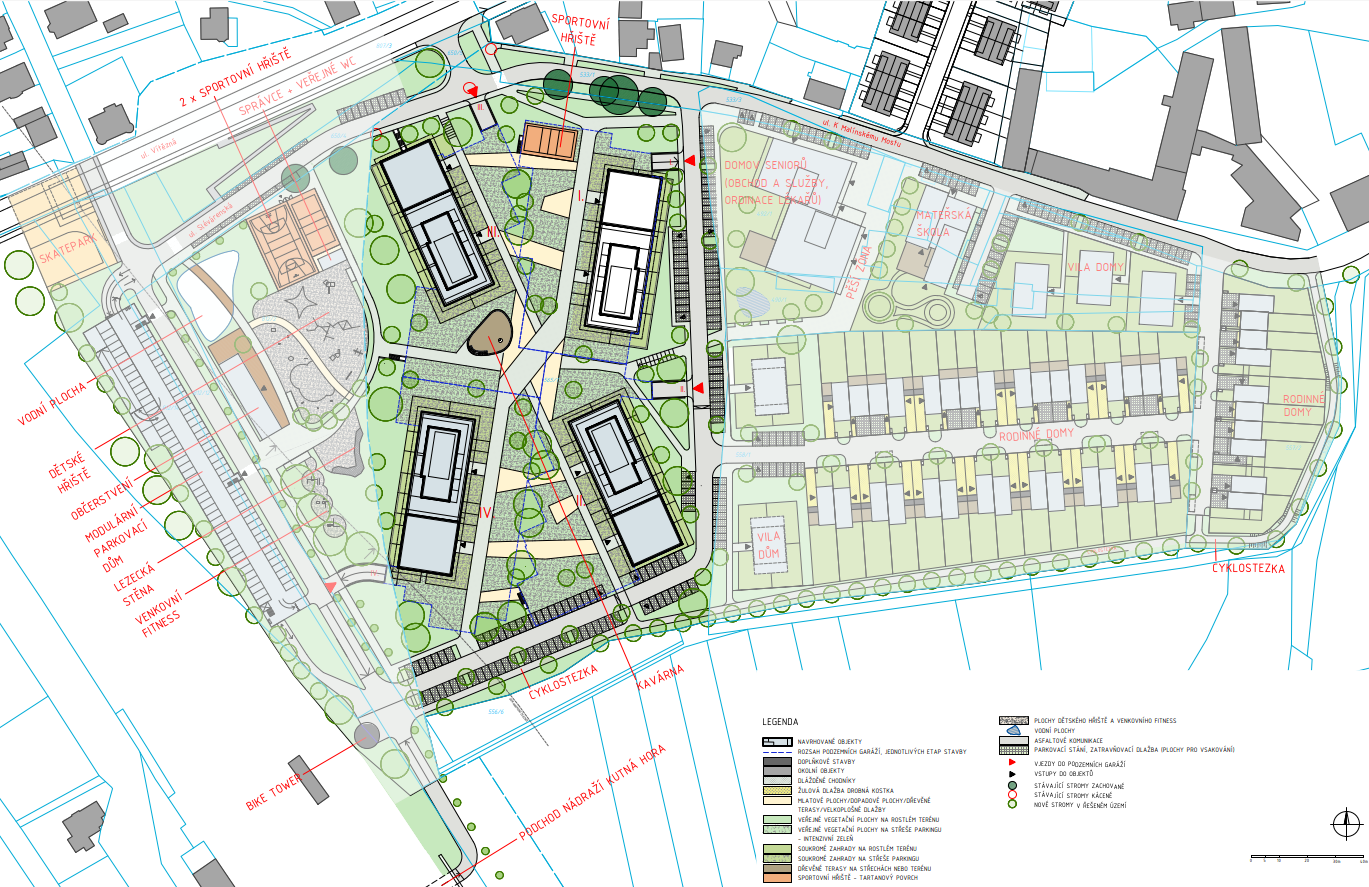 SPORTOVNÍ
HŘIŠTĚ
2 x SPORTOVNÍ HŘIŠTĚ
SPRÁVCE + VEŘEJNÉ WC
ul. Vítězná
SKATEPARK
ul. K Malínskému Mostu
DOMOV SENIORŮ
(OBCHOD A SLUŽBY,
ORDINACE LÉKAŘŮ)
MATEŘSKÁ
ŠKOLA
PĚŠÍ ZÓNA
VILA DOMY
I.
III.
II.
IV.
RODINNÉ
DOMY
RODINNÉ DOMY
VILA
DŮM
CYKLOSTEZKA
VODNÍ PLOCHA
DĚTSKÉ
HŘIŠTĚ
OBČERSTVENÍ
MODULÁRNÍ
PARKOVACÍ
DŮM
LEZECKÁ
STĚNA
VENKOVNÍ
FITNESS
CYKLOSTEZKA
KAVÁRNA
BIKE TOWER
PODCHOD NÁDRAŽÍ KUTNÁ HORA
LEGENDA
NAVRHOVANÉ OBJEKTY
ROZSAH PODZEMNÍCH GARÁŽÍ, JEDNOTLIVÝCH ETAP STAVBY
DOPLŇKOVÉ STAVBY
OKOLNÍ OBJEKTY
DLÁŽDĚNÉ CHODNÍKY
ŽULOVÁ DLAŽBA DROBNÁ KOSTKA
MLATOVÉ PLOCHY/DOPADOVÉ PLOCHY/DŘEVĚNÉ
TERASY/VELKOPLOŠNÉ DLAŽBY
VEŘEJNÉ VEGETAČNÍ PLOCHY NA ROSTLÉM TERÉNU
VEŘEJNÉ VEGETAČNÍ PLOCHY NA STŘEŠE PARKINGU
- INTENZIVNÍ ZELEŇ
SOUKROMÉ ZAHRADY NA ROSTLÉM TERÉNU
SOUKROMÉ ZAHRADY NA STŘEŠE PARKINGU
DŘEVĚNÉ TERASY NA STŘECHÁCH NEBO TERÉNU
SPORTOVNÍ HŘIŠTĚ - TARTANOVÝ POVRCH
PLOCHY DĚTSKÉHO HŘIŠTĚ A VENKOVNÍHO FITNESS
VODNÍ PLOCHY
ASFALTOVÉ KOMUNIKACE
PARKOVACÍ STÁNÍ, ZATRAVŇOVACÍ DLAŽBA (PLOCHY PRO VSAKOVÁNÍ)
VJEZDY DO PODZEMNÍCH GARÁŽÍ
VSTUPY DO OBJEKTŮ
STÁVAJÍCÍ STROMY ZACHOVANÉ
STÁVAJÍCÍ STROMY KÁCENÉ
NOVÉ STROMY V ŘEŠENÉM ÚZEMÍ